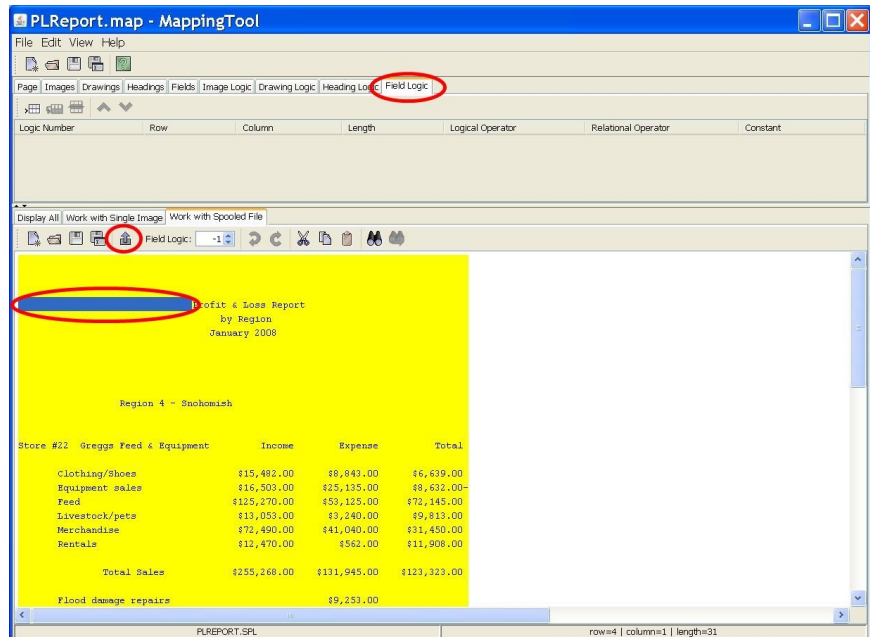 PLReport.map - MappingTool
File Edit View Help
Page Images Drawings Headings Fields Image Logic Drawing Logic Heading Logic Field Logic
Logic Number Row Column Length Logical Operator Relational Operator Constant
Display All Work with Single Image Work with Spooled File
Field Logic: -1
Profit & Loss Report
by Region
January 2008
Region 4 - Snohomish
Store #22 Greggs Feed & Equipment Income Expense Total
Clothing/Shoes $15,482.00 $8,843.00 $6,639.00
Equipment sales $16,503.00 $25,135.00 $8,632.00-
Feed $125,270.00 $53,125.00 $72,145.00
Livestock/pets $13,053.00 $3,240.00 $9,813.00
Merchandise $72,490.00 $41,040.00 $31,450.00
Rentals $12,470.00 $562.00 $11,908.00
Total Sales $255,268.00 $131,945.00 $123,323.00
Flood damage repairs $9,253.00
PLREPORT.SPL row=4 | column=1 | length=31